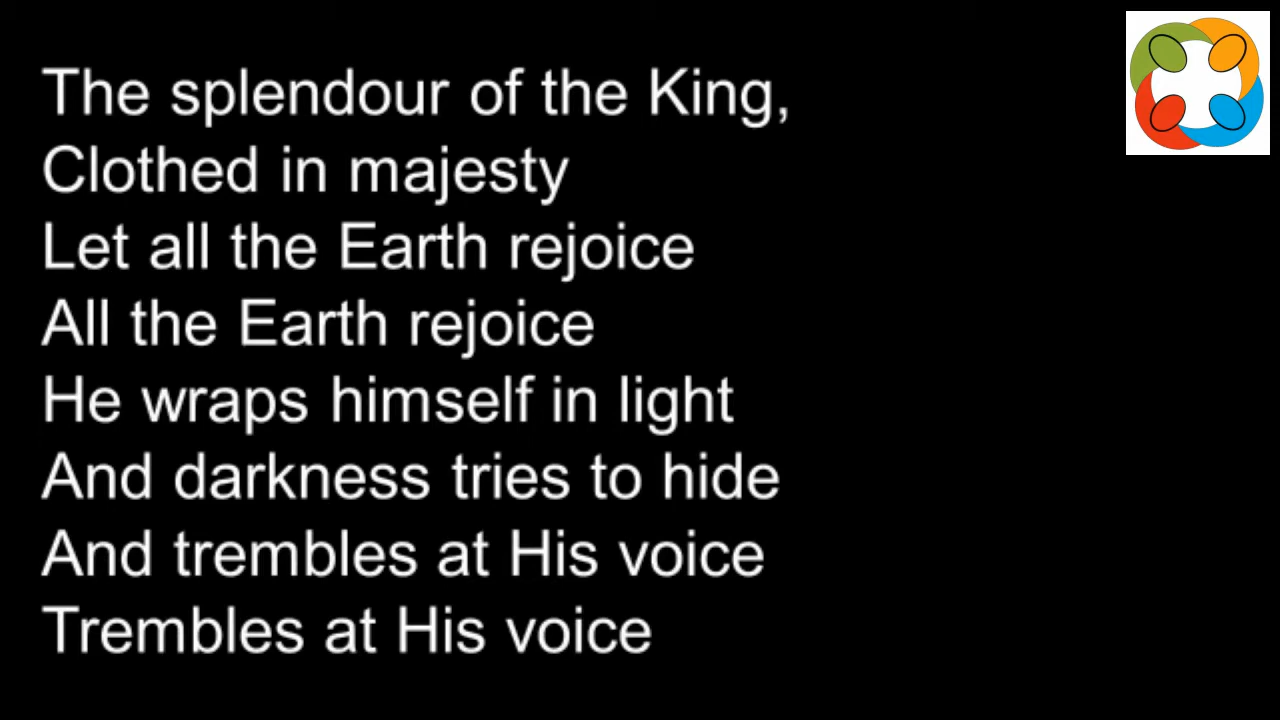 The splendour of the King,
Clothed in majesty
Let all the Earth rejoice
All the Earth rejoice
He wraps himself in light
And darkness tries to hide
And trembles at His voice
Trembles at His voice